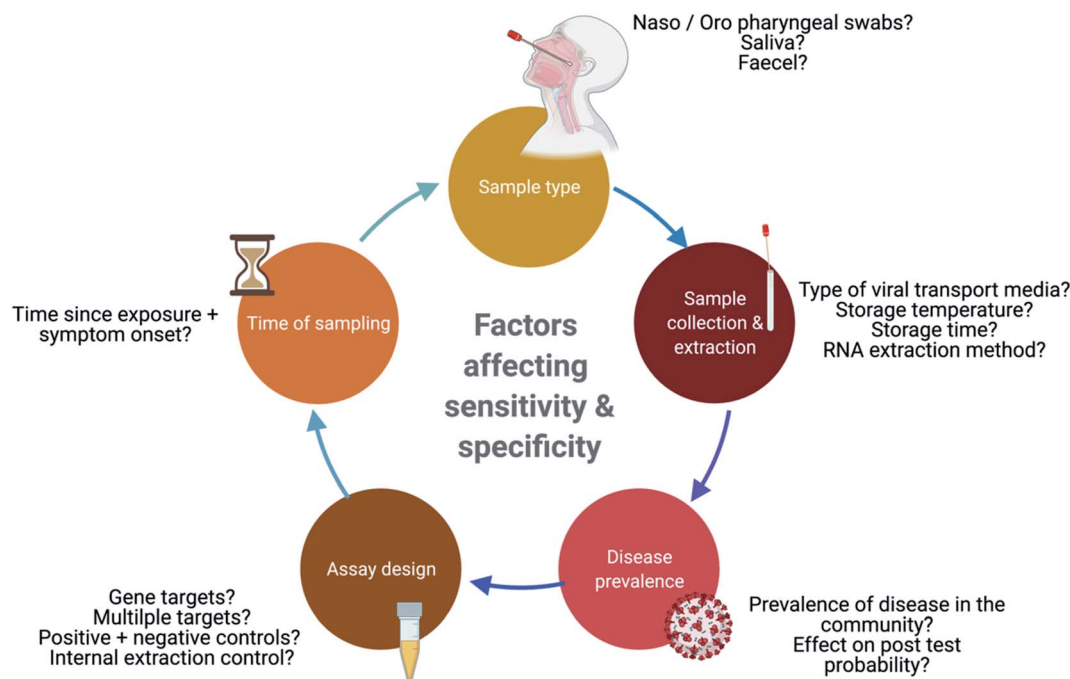 Naso / Oro pharyngeal swabs?
Saliva?
Faecel?
Sample type
Sample
collection &
extraction
Type of viral transport media?
Storage temperature?
Storage time?
RNA extraction method?
Time of sampling
Time since exposure +
symptom onset?
Factors
affecting
sensitivity &
specificity
Disease
prevalence
Prevalence of disease in the
community?
Effect on post test
probability?
Assay design
Gene targets?
Multilple targets?
Positive + negative controls?
Internal extraction control?